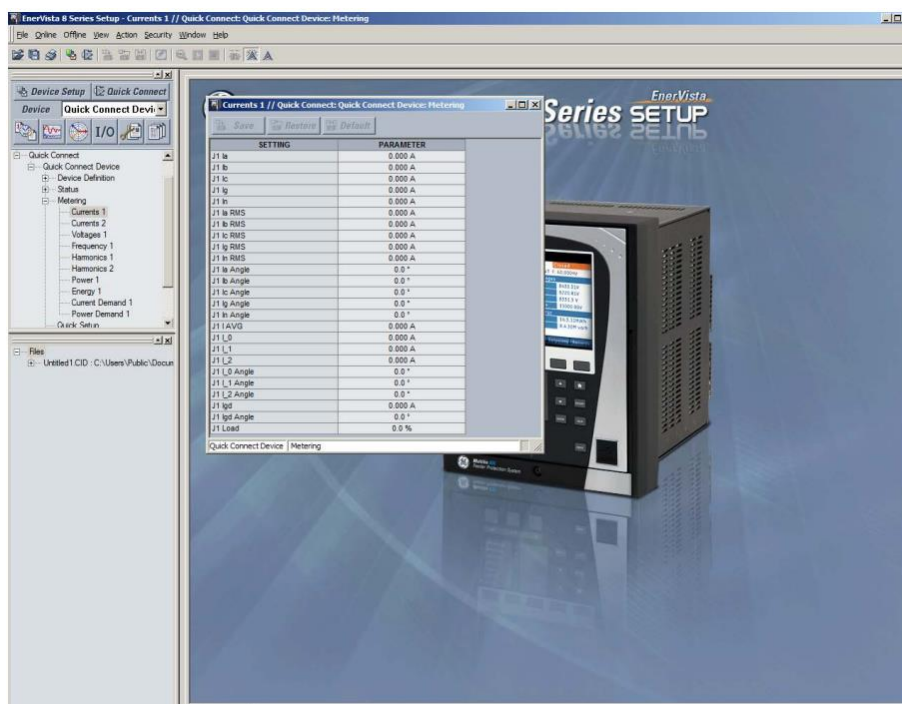 EnerVista 8 Series Setup - Currents 1 // Quick Connect: Quick Connect Device: Metering
File Online Offline View Action Security Window Help
Device Setup Quick Connect
Device Quick Connect Devi
I/O
Quick Connect
Quick Connect Device
Device Definition
Status
Metering
Currents 1
Currents 2
Voltages 1
Frequency 1
Harmonics 1
Harmonics 2
Power 1
Energy 1
Current Demand 1
Power Demand 1
Quick Setup
Files
Untitled1.CID : C:\Users\Public\Docun
EnerVista
Series SETUP
Currents 1 // Quick Connect: Quick Connect Device: Metering
Save Restore Default
SETTING PARAMETER
J1 Ia 0.000 A
J1 Ib 0.000 A
J1 Ic 0.000 A
J1 Ig 0.000 A
J1 In 0.000 A
J1 Ia RMS 0.000 A
J1 Ib RMS 0.000 A
J1 Ic RMS 0.000 A
J1 Ig RMS 0.000 A
J1 In RMS 0.000 A
J1 Ia Angle 0.0 °
J1 Ib Angle 0.0 °
J1 Ic Angle 0.0 °
J1 Ig Angle 0.0 °
J1 In Angle 0.0 °
J1 I AVG 0.000 A
J1 I_0 0.000 A
J1 I_1 0.000 A
J1 I_2 0.000 A
J1 I_0 Angle 0.0 °
J1 I_1 Angle 0.0 °
J1 I_2 Angle 0.0 °
J1 Igd 0.000 A
J1 Igd Angle 0.0 °
J1 Load 0.0 %
Quick Connect Device Metering